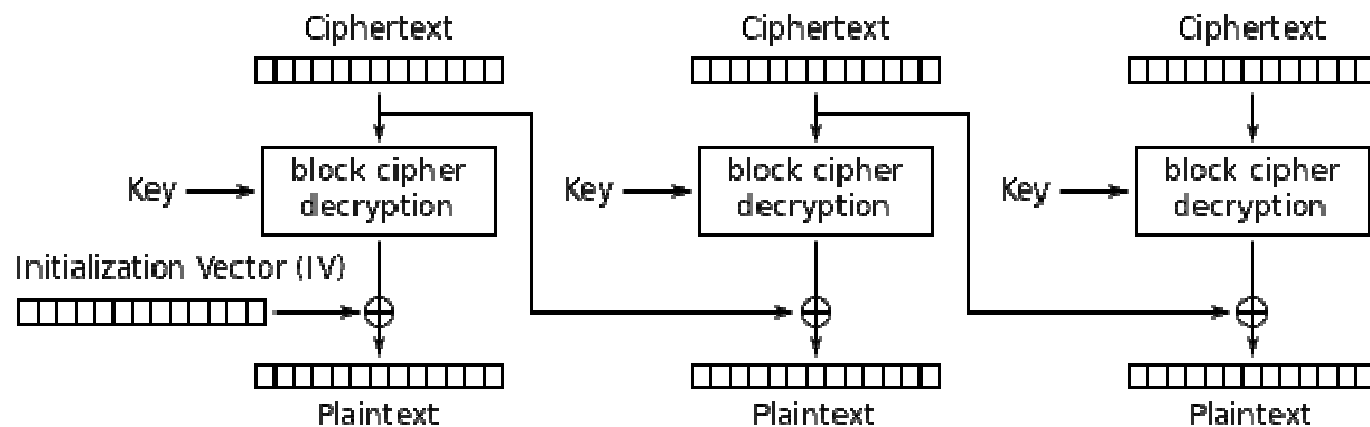 Ciphertext
Ciphertext
Ciphertext
Key
block cipher
decryption
Key
block cipher
decryption
Key
block cipher
decryption
Initialization Vector (IV)
Plaintext
Plaintext
Plaintext